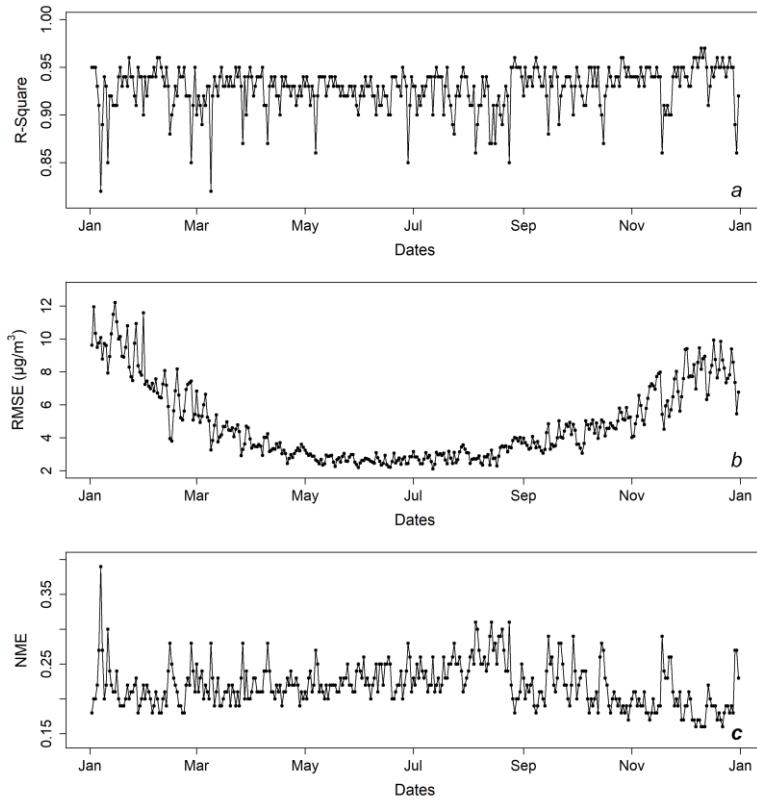 1.00
0.95
0.90
0.85
R-Square
a
Jan Mar May Jul Sep Nov Jan
Dates
12
10
8
6
4
2
RMSE (µg/m³)
b
Jan Mar May Jul Sep Nov Jan
Dates
0.35
0.25
0.15
NME
c
Jan Mar May Jul Sep Nov Jan
Dates